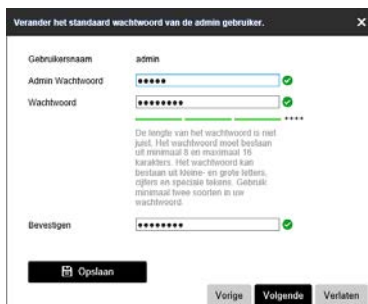 Verander het standaard wachtwoord van de admin gebruiker.
Gebruikersnaam admin
Admin Wachtwoord •••••
Wachtwoord ••••••••
••••
De lengte van het wachtwoord is niet
juist. Het wachtwoord moet bestaan
uit minimaal 8 en maximaal 16
karakters. Het wachtwoord kan
bestaan uit kleine- en grote letters,
cijfers en speciale tekens. Gebruik
minimaal twee soorten in uw
wachtwoord.
Bevestigen ••••••••
Opslaan
Vorige Volgende Verlaten